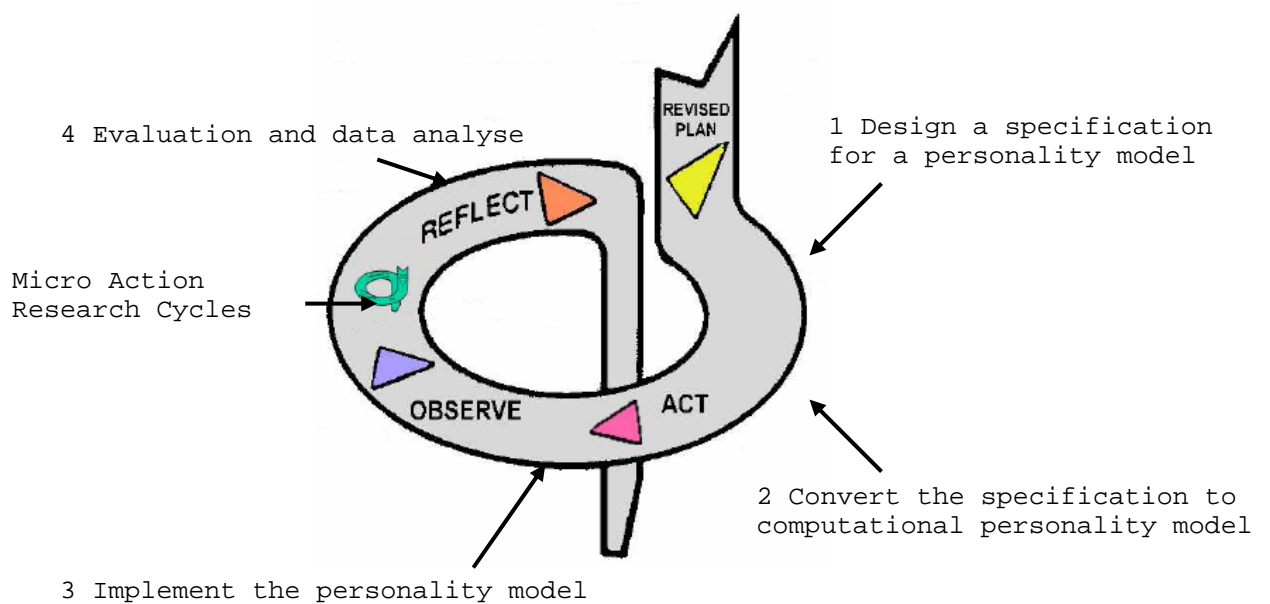 REVISED
PLAN
4 Evaluation and data analyse
1 Design a specification
for a personality model
REFLECT
Micro Action
Research Cycles
OBSERVE
ACT
2 Convert the specification to
computational personality model
3 Implement the personality model